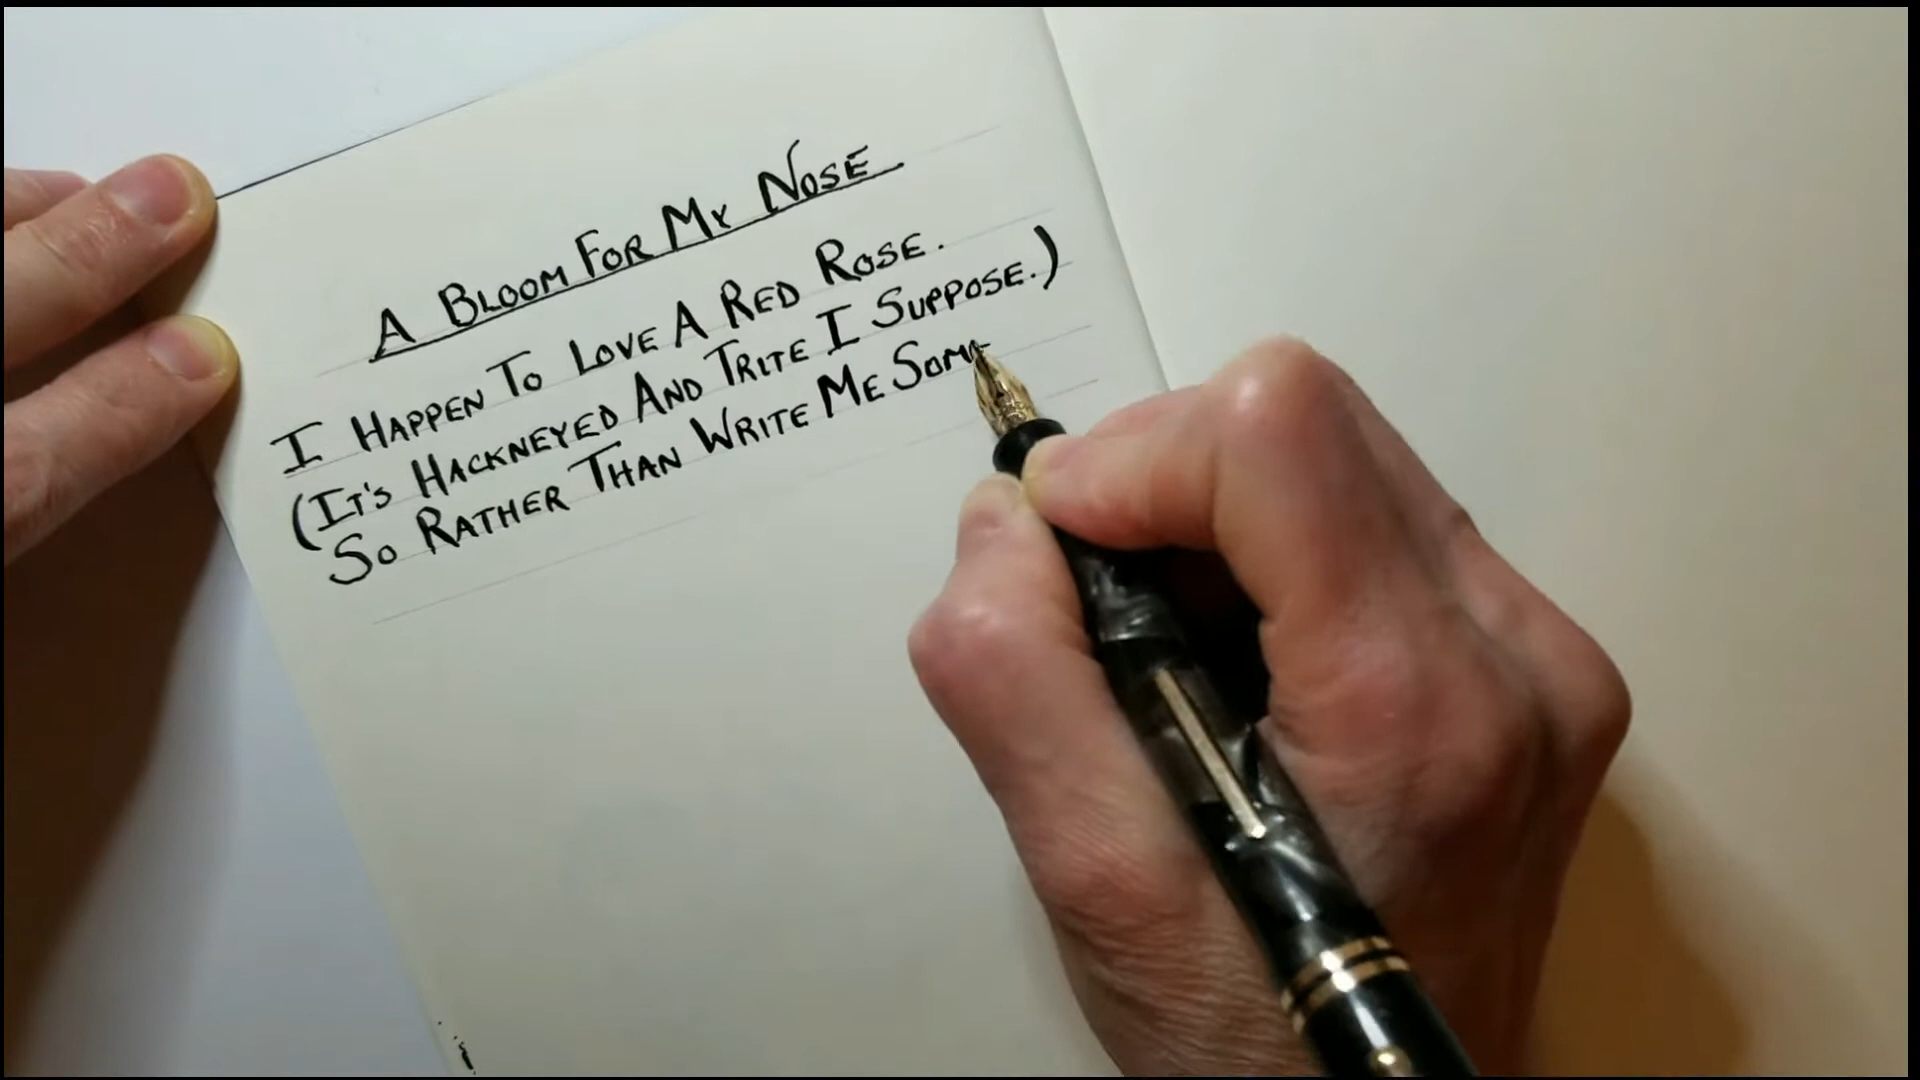 A BLOOM FOR MY NOSE
I HAPPEN TO LOVE A RED ROSE.
(IT'S HACKNEYED AND TRITE I SUPPOSE.)
SO RATHER THAN WRITE ME